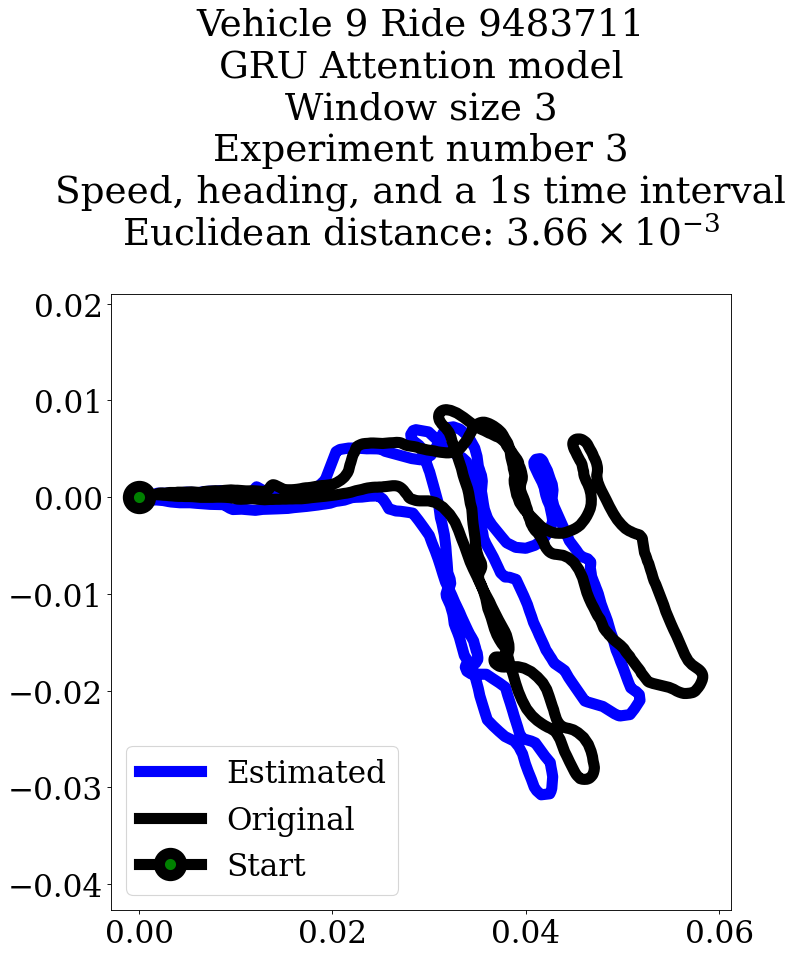 Vehicle 9 Ride 9483711
GRU Attention model
Window size 3
Experiment number 3
Speed, heading, and a 1s time interval
Euclidean distance: 3.66 × 10⁻³
0.02
0.01
0.00
−0.01
−0.02
−0.03
−0.04
Estimated
Original
Start
0.00 0.02 0.04 0.06